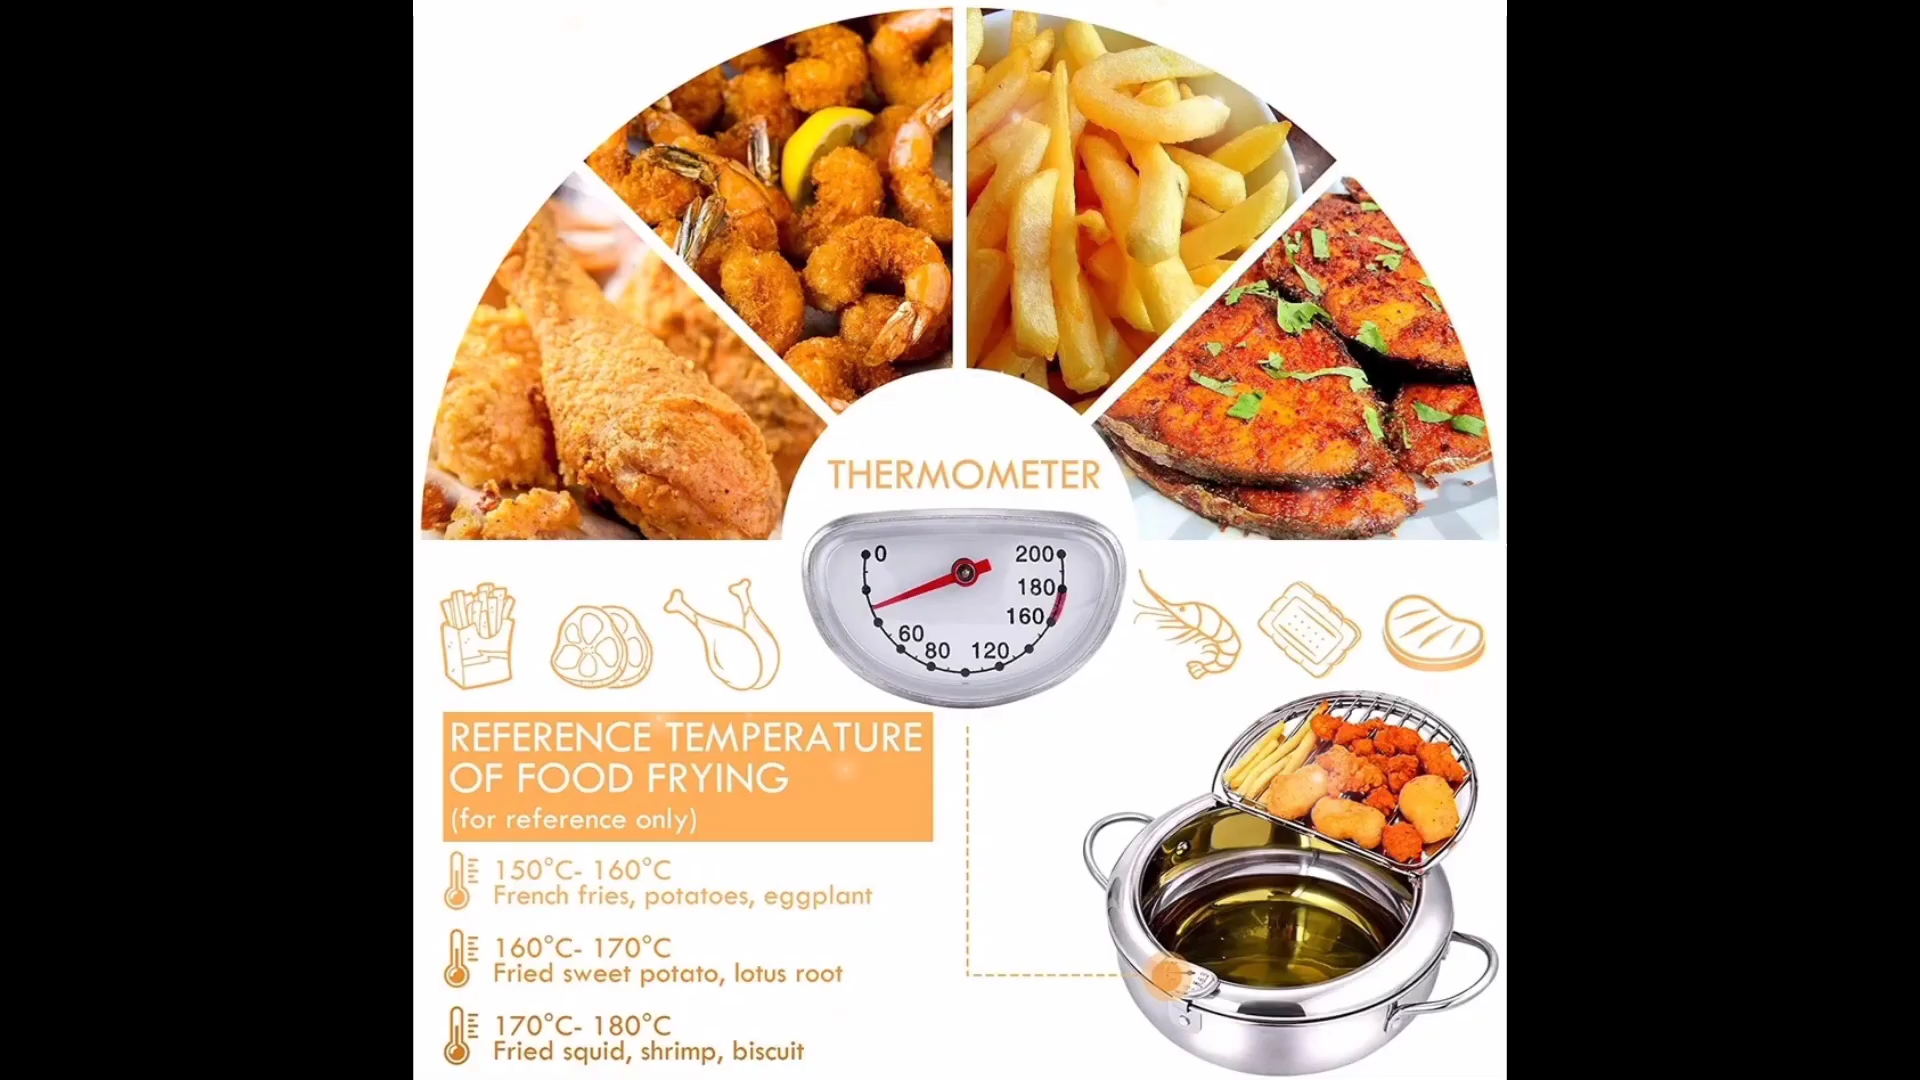 THERMOMETER
0 200
180
160
60
80 120
REFERENCE TEMPERATURE
OF FOOD FRYING
(for reference only)
150°C- 160°C
French fries, potatoes, eggplant
160°C- 170°C
Fried sweet potato, lotus root
170°C- 180°C
Fried squid, shrimp, biscuit